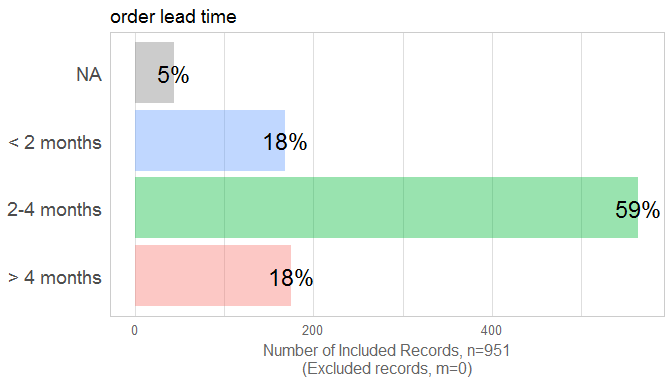 order lead time
NA
5%
< 2 months
18%
2-4 months
59%
> 4 months
18%
0 200 400
Number of Included Records, n=951
(Excluded records, m=0)